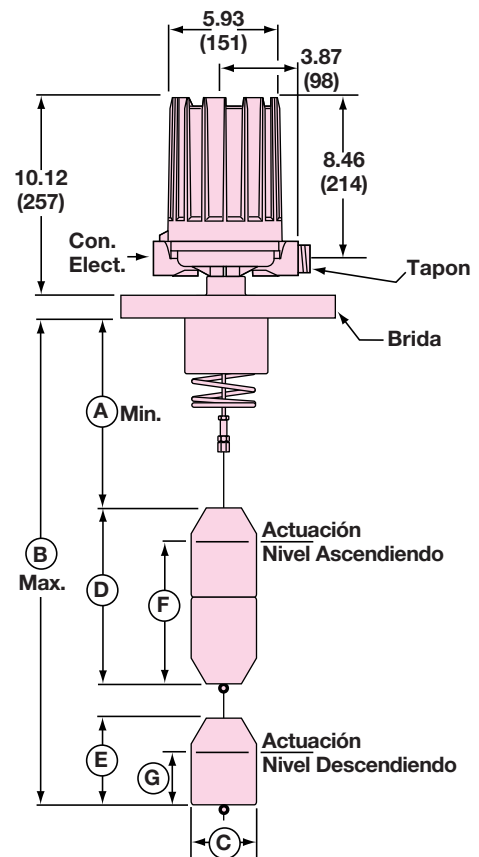 5.93
(151)
3.87
(98)
10.12
(257)
8.46
(214)
Con.
Elect.
Tapon
Brida
A Min.
B
Max.
D
F
Actuación
Nivel Ascendiendo
E
G
Actuación
Nivel Descendiendo
C